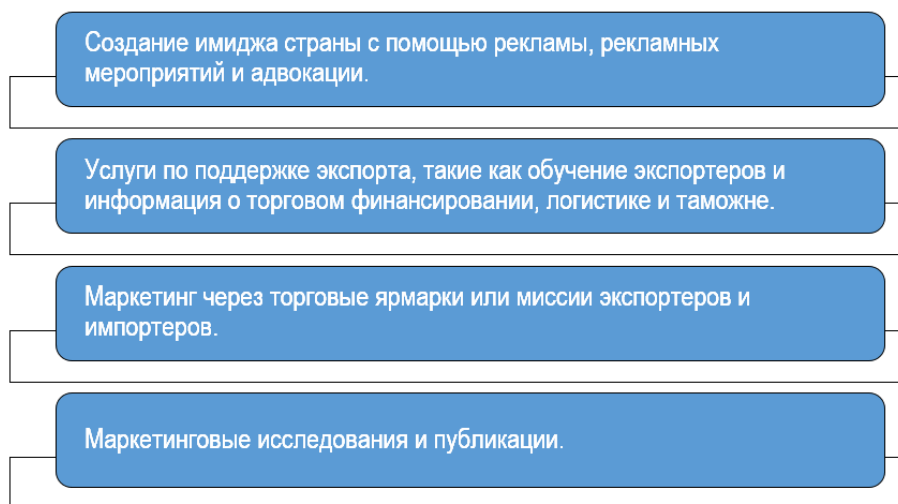 Создание имиджа страны с помощью рекламы, рекламных
мероприятий и адвокации.
Услуги по поддержке экспорта, такие как обучение экспортеров и
информация о торговом финансировании, логистике и таможне.
Маркетинг через торговые ярмарки или миссии экспортеров и
импортеров.
Маркетинговые исследования и публикации.